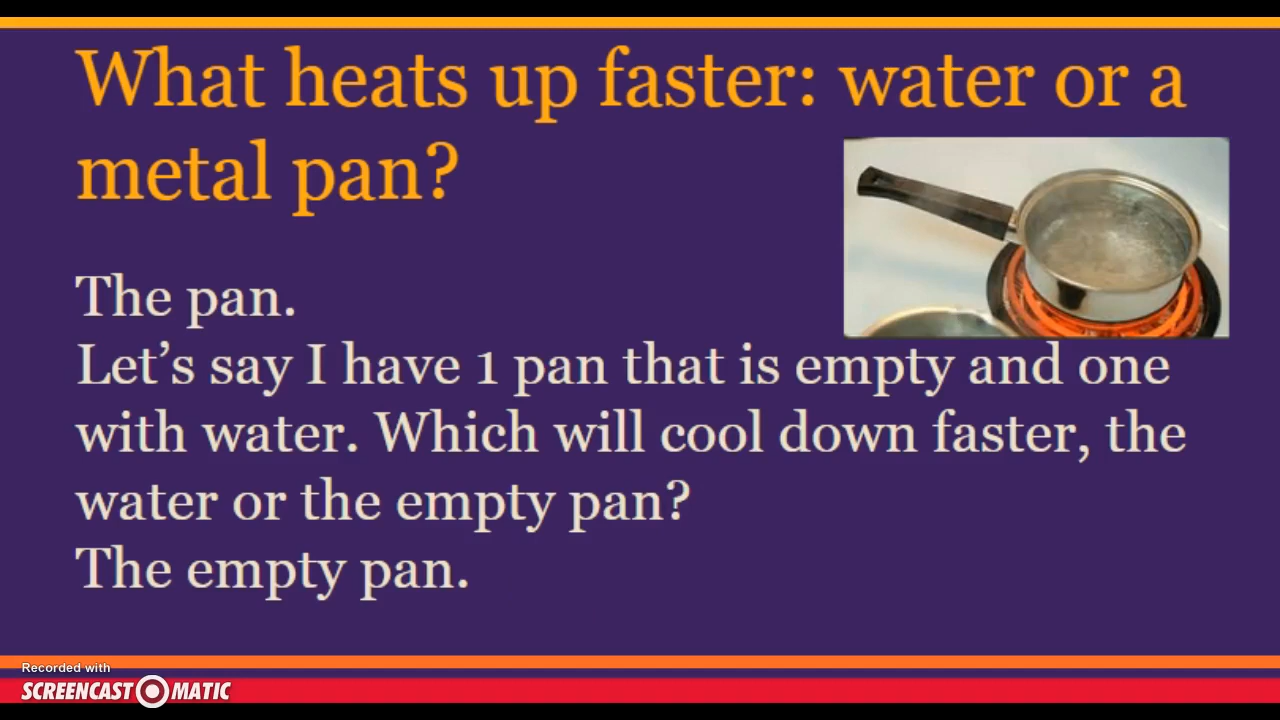 What heats up faster: water or a
metal pan?
The pan.
Let’s say I have 1 pan that is empty and one
with water. Which will cool down faster, the
water or the empty pan?
The empty pan.
Recorded with
SCREENCAST O MATIC